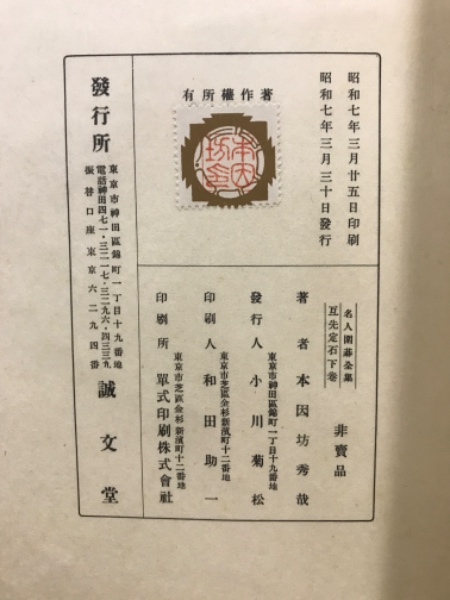 昭和七年三月廿五日印刷
昭和七年三月三十日發行
有所權作著
本因
坊
名人圍碁全集
互先定石下卷
非賣品
著者 本因坊秀哉
東京市神田區錦町一丁目十九番地
發行人 小川菊松
東京市芝區金杉新濱町十二番地
印刷人 和田助一
東京市芝區金杉新濱町十二番地
印刷所 單式印刷株式會社
發行所
東京市神田區錦町一丁目十九番地
電話神田四七一・三二一七・三二九六・四三三九
振替口座東京六二九四番
誠文堂